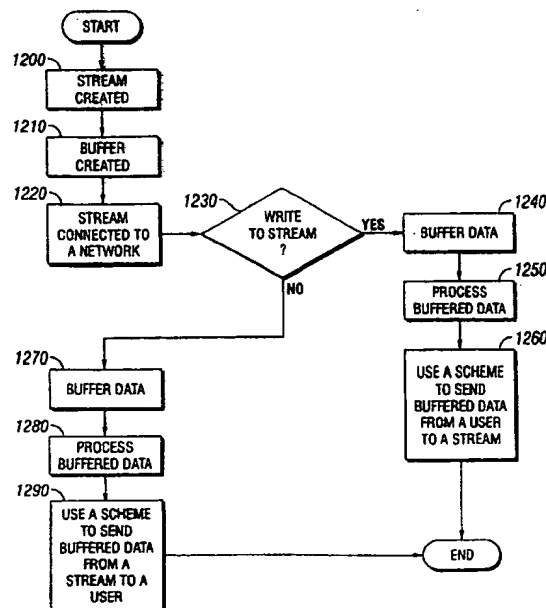 START
1200
STREAM
CREATED
1210
BUFFER
CREATED
1220
STREAM
CONNECTED TO
A NETWORK
1230
WRITE
TO STREAM
?
YES
NO
1240
BUFFER DATA
1250
PROCESS
BUFFERED DATA
1260
USE A SCHEME
TO SEND
BUFFERED DATA
FROM A USER
TO A STREAM
1270
BUFFER DATA
1280
PROCESS
BUFFERED DATA
1290
USE A SCHEME
TO SEND
BUFFERED DATA
FROM A
STREAM TO A
USER
END